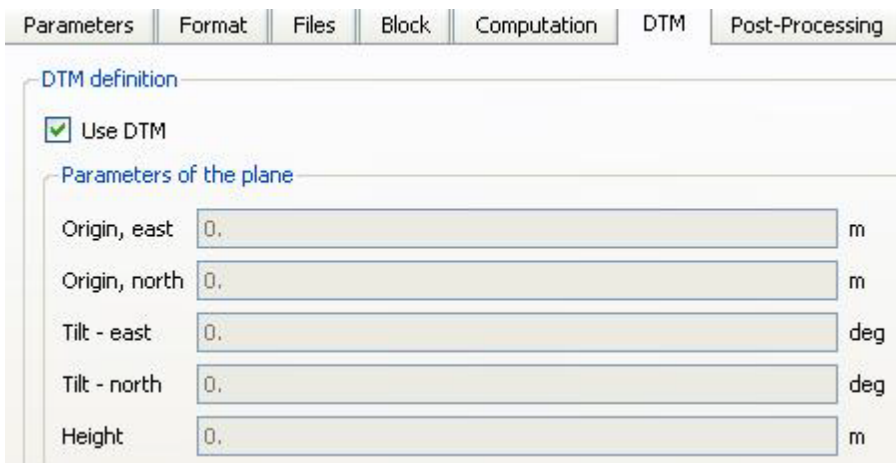 Parameters Format Files Block Computation DTM Post-Processing
DTM definition
Use DTM
Parameters of the plane
Origin, east 0. m
Origin, north 0. m
Tilt - east 0. deg
Tilt - north 0. deg
Height 0. m